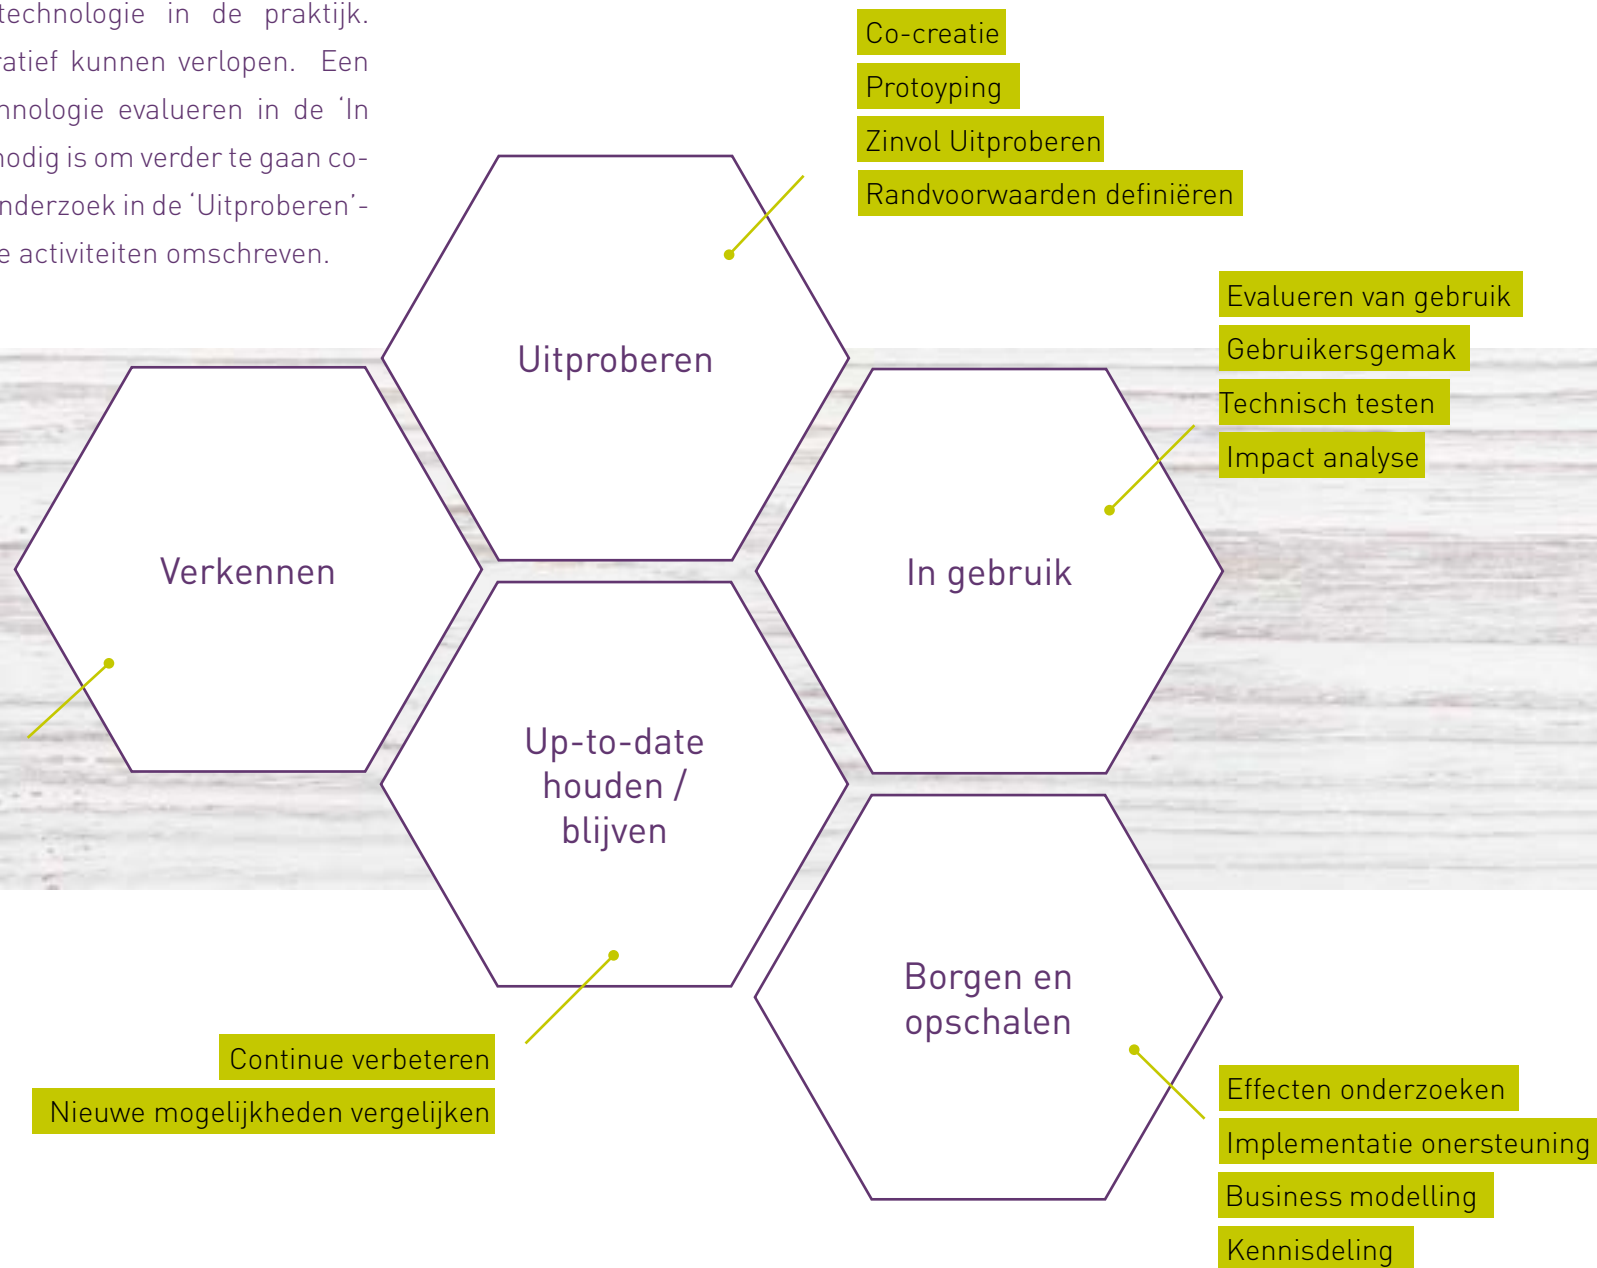 technologie in de praktijk.
kunnen verlopen. Een
evalueren in de ‘In
nodig is om verder te gaan co-
in de ‘Uitproberen’-
activiteiten omschreven.
Co-creatie
Protoyping
Zinvol Uitproberen
Randvoorwaarden definiëren
Evalueren van gebruik
Gebruikersgemak
Technisch testen
Impact analyse
Uitproberen
Verkennen
In gebruik
Up-to-date
houden /
blijven
Borgen en
opschalen
Continue verbeteren
Nieuwe mogelijkheden vergelijken
Effecten onderzoeken
Implementatie onersteuning
Business modelling
Kennisdeling